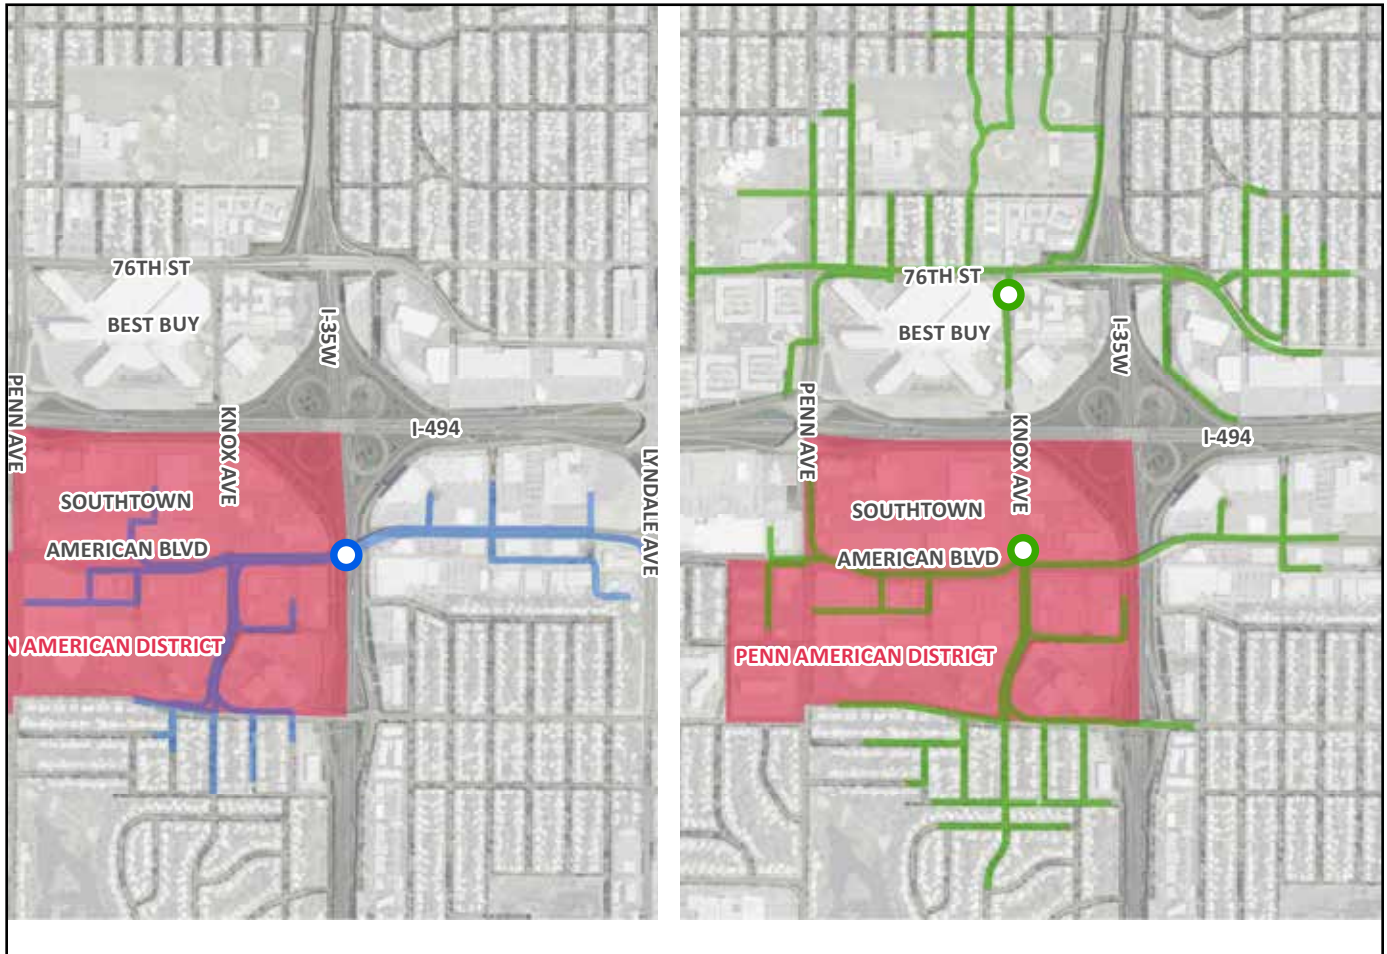 76TH ST
BEST BUY
I-35W
PENN AVE
KNOX AVE
I-494
LYNDALE AVE
SOUTHTOWN
AMERICAN BLVD
N AMERICAN DISTRICT
76TH ST
BEST BUY
I-35W
PENN AVE
KNOX AVE
I-494
SOUTHTOWN
AMERICAN BLVD
PENN AMERICAN DISTRICT